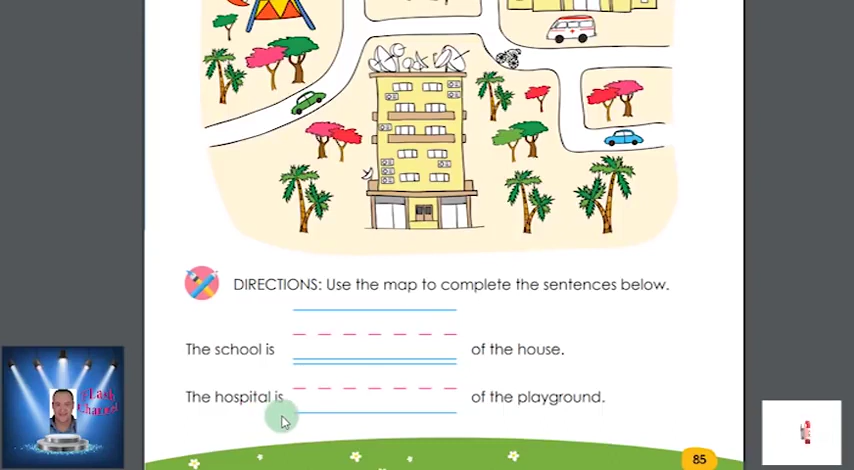 DIRECTIONS: Use the map to complete the sentences below.
The school is of the house.
The hospital is of the playground.
85